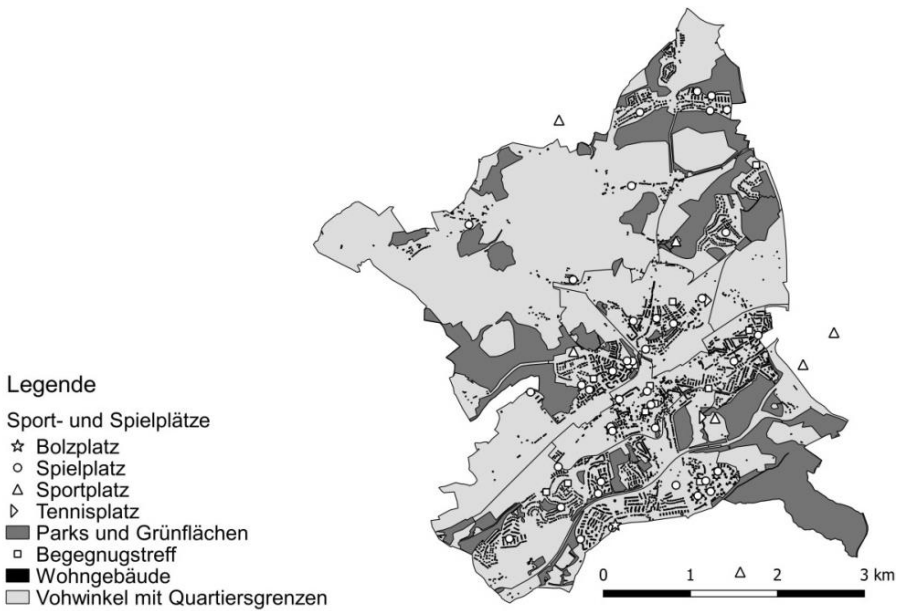 Legende
Sport- und Spielplätze
Bolzplatz
Spielplatz
Sportplatz
Tennisplatz
Parks und Grünflächen
Begegnugstreff
Wohngebäude
Vohwinkel mit Quartiersgrenzen
0 1 2 3 km